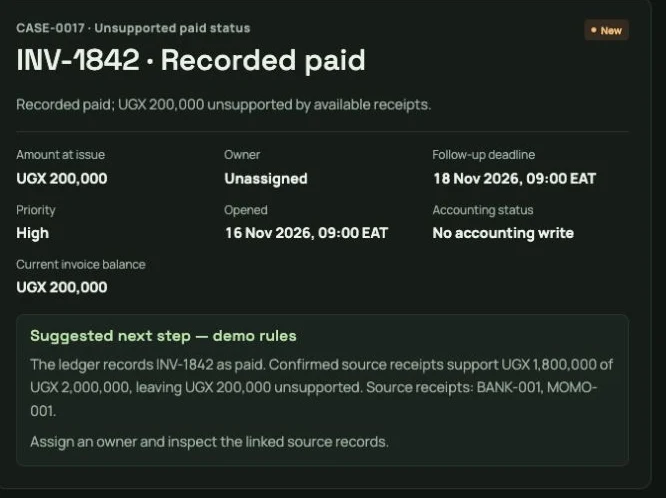 CASE-0017 · Unsupported paid status
• New
INV-1842 · Recorded paid
Recorded paid; UGX 200,000 unsupported by available receipts.
Amount at issue
UGX 200,000
Owner
Unassigned
Follow-up deadline
18 Nov 2026, 09:00 EAT
Priority
High
Opened
16 Nov 2026, 09:00 EAT
Accounting status
No accounting write
Current invoice balance
UGX 200,000
Suggested next step — demo rules
The ledger records INV-1842 as paid. Confirmed source receipts support UGX 1,800,000 of
UGX 2,000,000, leaving UGX 200,000 unsupported. Source receipts: BANK-001, MOMO-
001.
Assign an owner and inspect the linked source records.